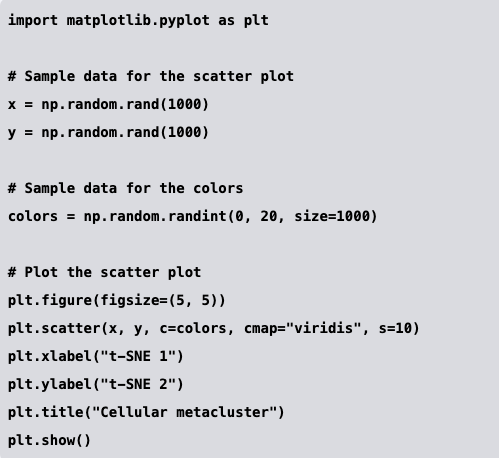 import matplotlib.pyplot as plt
# Sample data for the scatter plot
x = np.random.rand(1000)
y = np.random.rand(1000)
# Sample data for the colors
colors = np.random.randint(0, 20, size=1000)
# Plot the scatter plot
plt.figure(figsize=(5, 5))
plt.scatter(x, y, c=colors, cmap="viridis", s=10)
plt.xlabel("t-SNE 1")
plt.ylabel("t-SNE 2")
plt.title("Cellular metacluster")
plt.show()